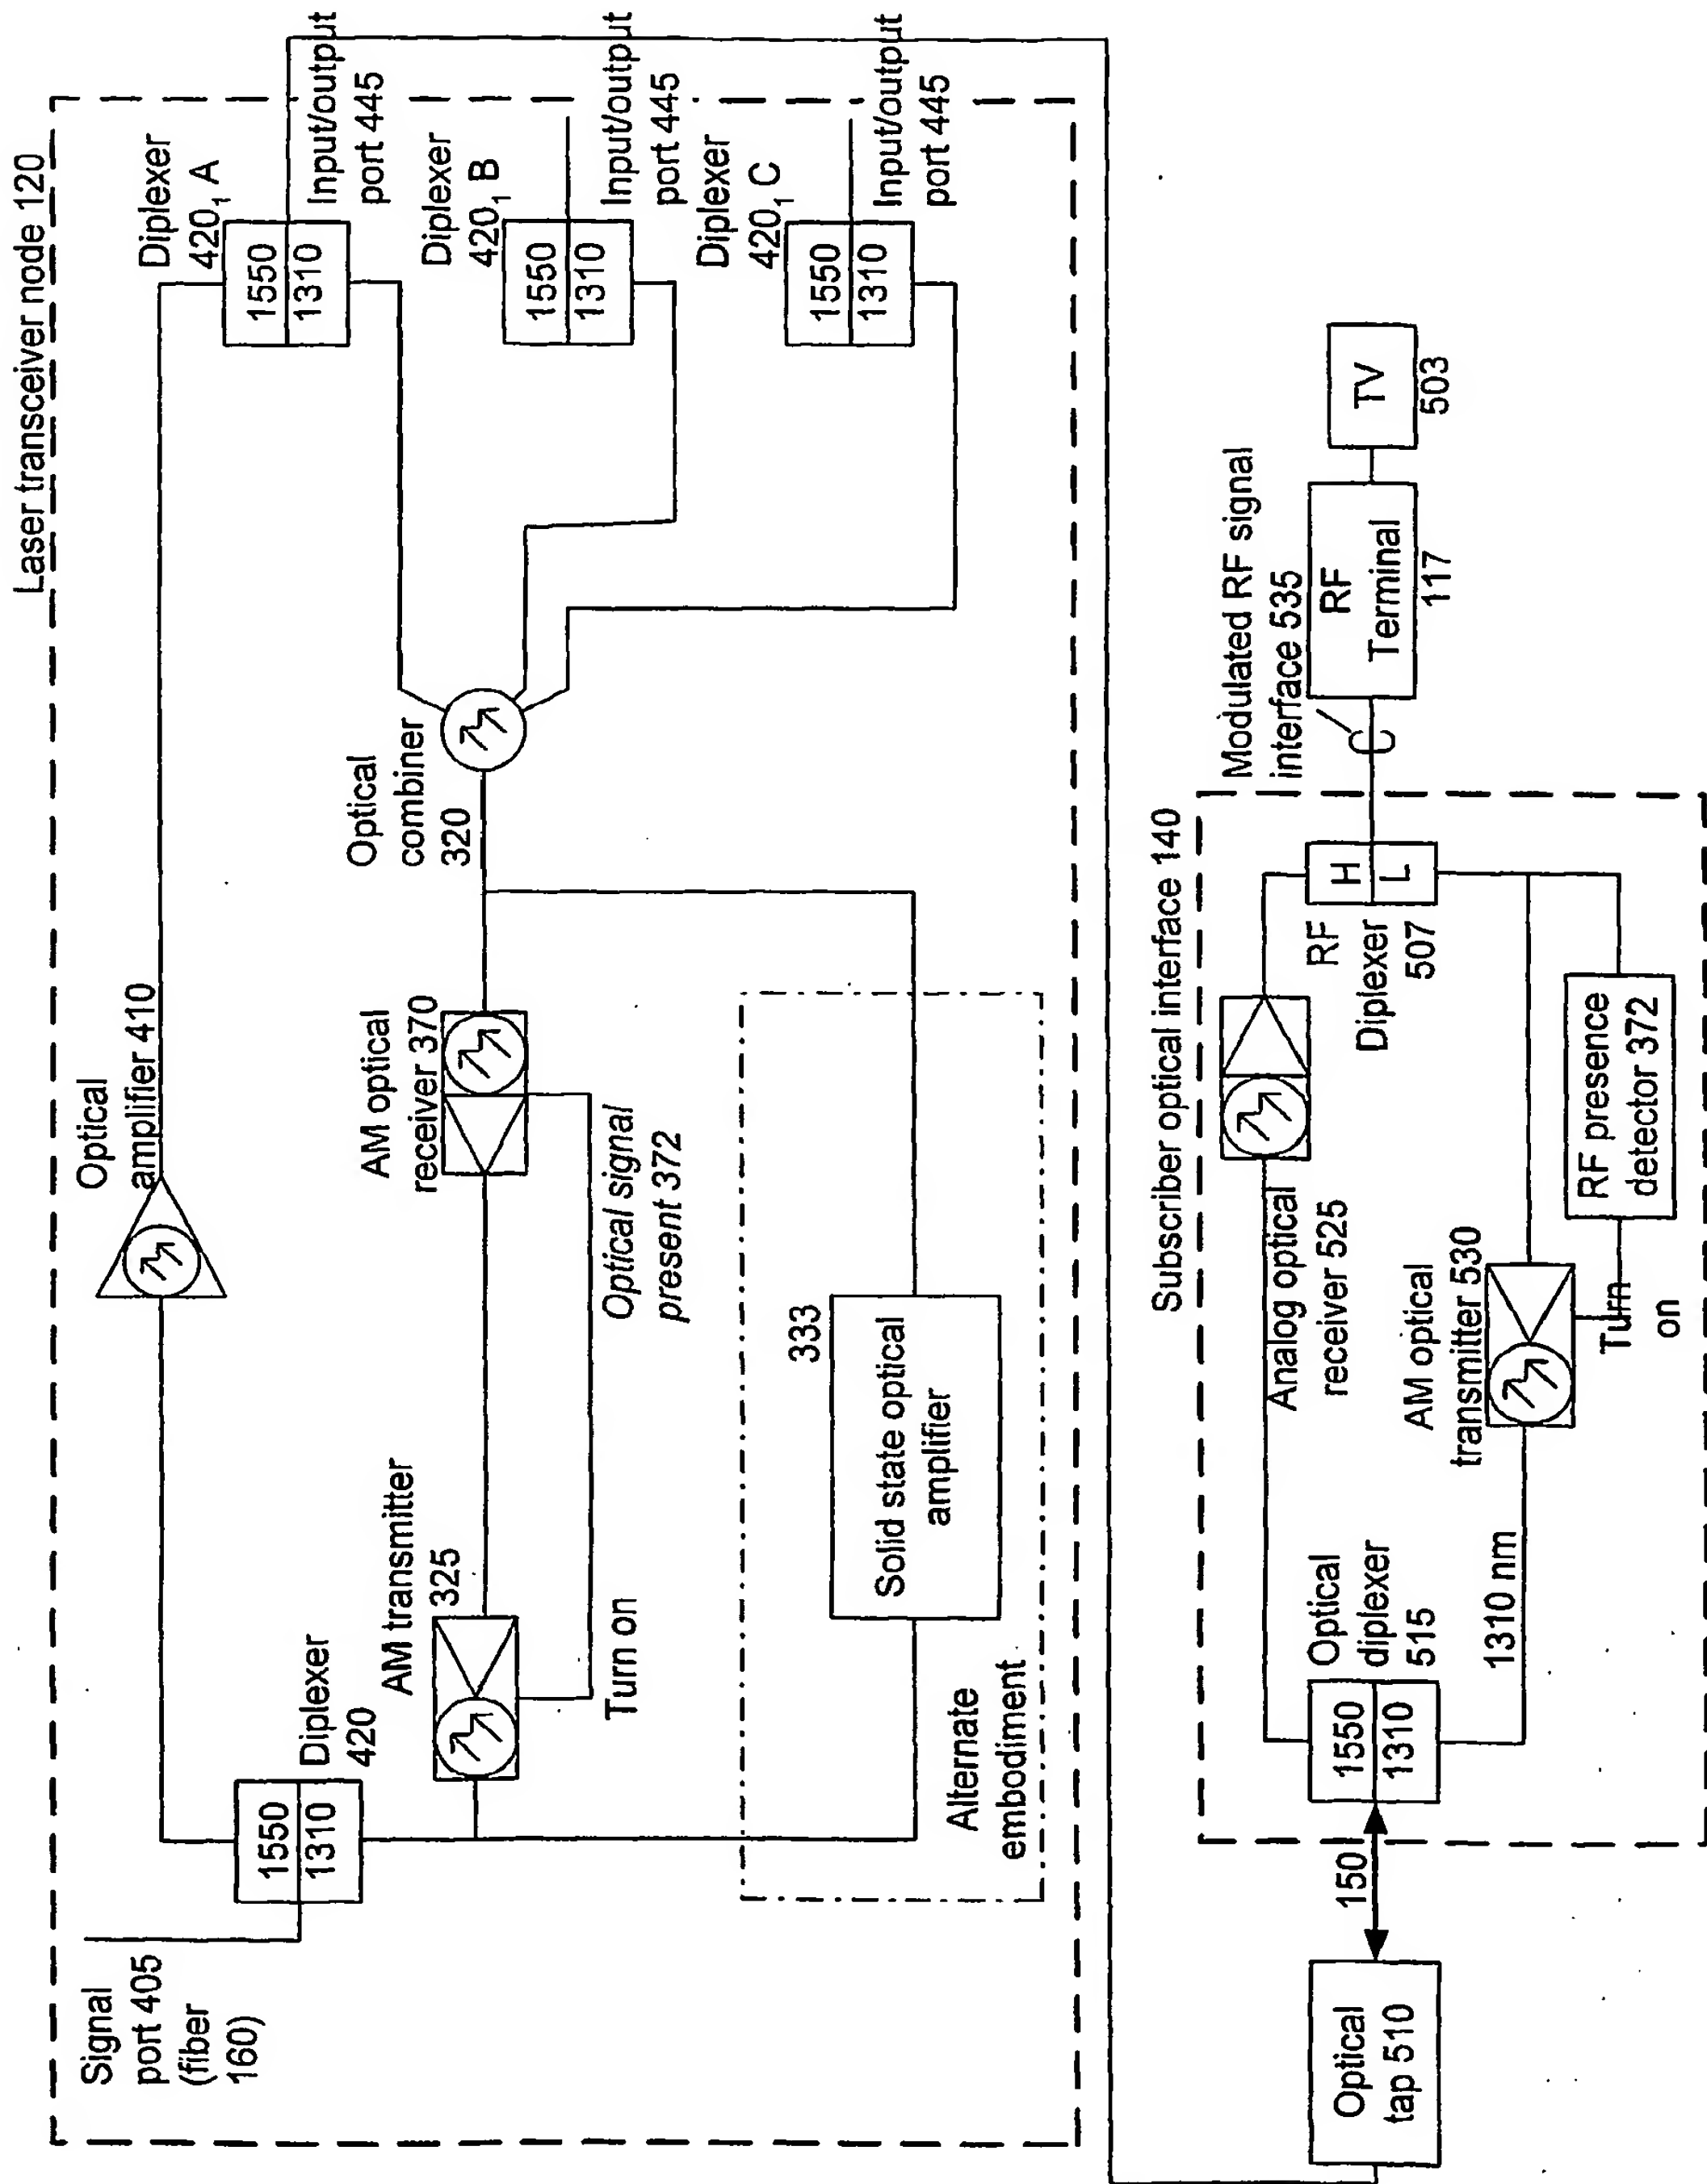 Laser transceiver node 120
Signal
port 405
(fiber
160)
1550
1310
Diplexer
420
Optical
amplifier 410
AM transmitter
325
Turn on
AM optical
receiver 370
Optical signal
present 372
Optical
combiner
320
333
Solid state optical
amplifier
Alternate
embodiment
Diplexer
420₁ A
1550
1310
Input/output
port 445
Diplexer
420₁ B
1550
1310
Input/output
port 445
Diplexer
420₁ C
1550
1310
Input/output
port 445
Optical
tap 510
150
Subscriber optical interface 140
1550
1310
Optical
diplexer
515
1310 nm
Analog optical
receiver 525
AM optical
transmitter 530
Turn
on
RF presence
detector 372
RF
Diplexer
507
H
L
Modulated RF signal
interface 535
RF
Terminal
117
TV
503